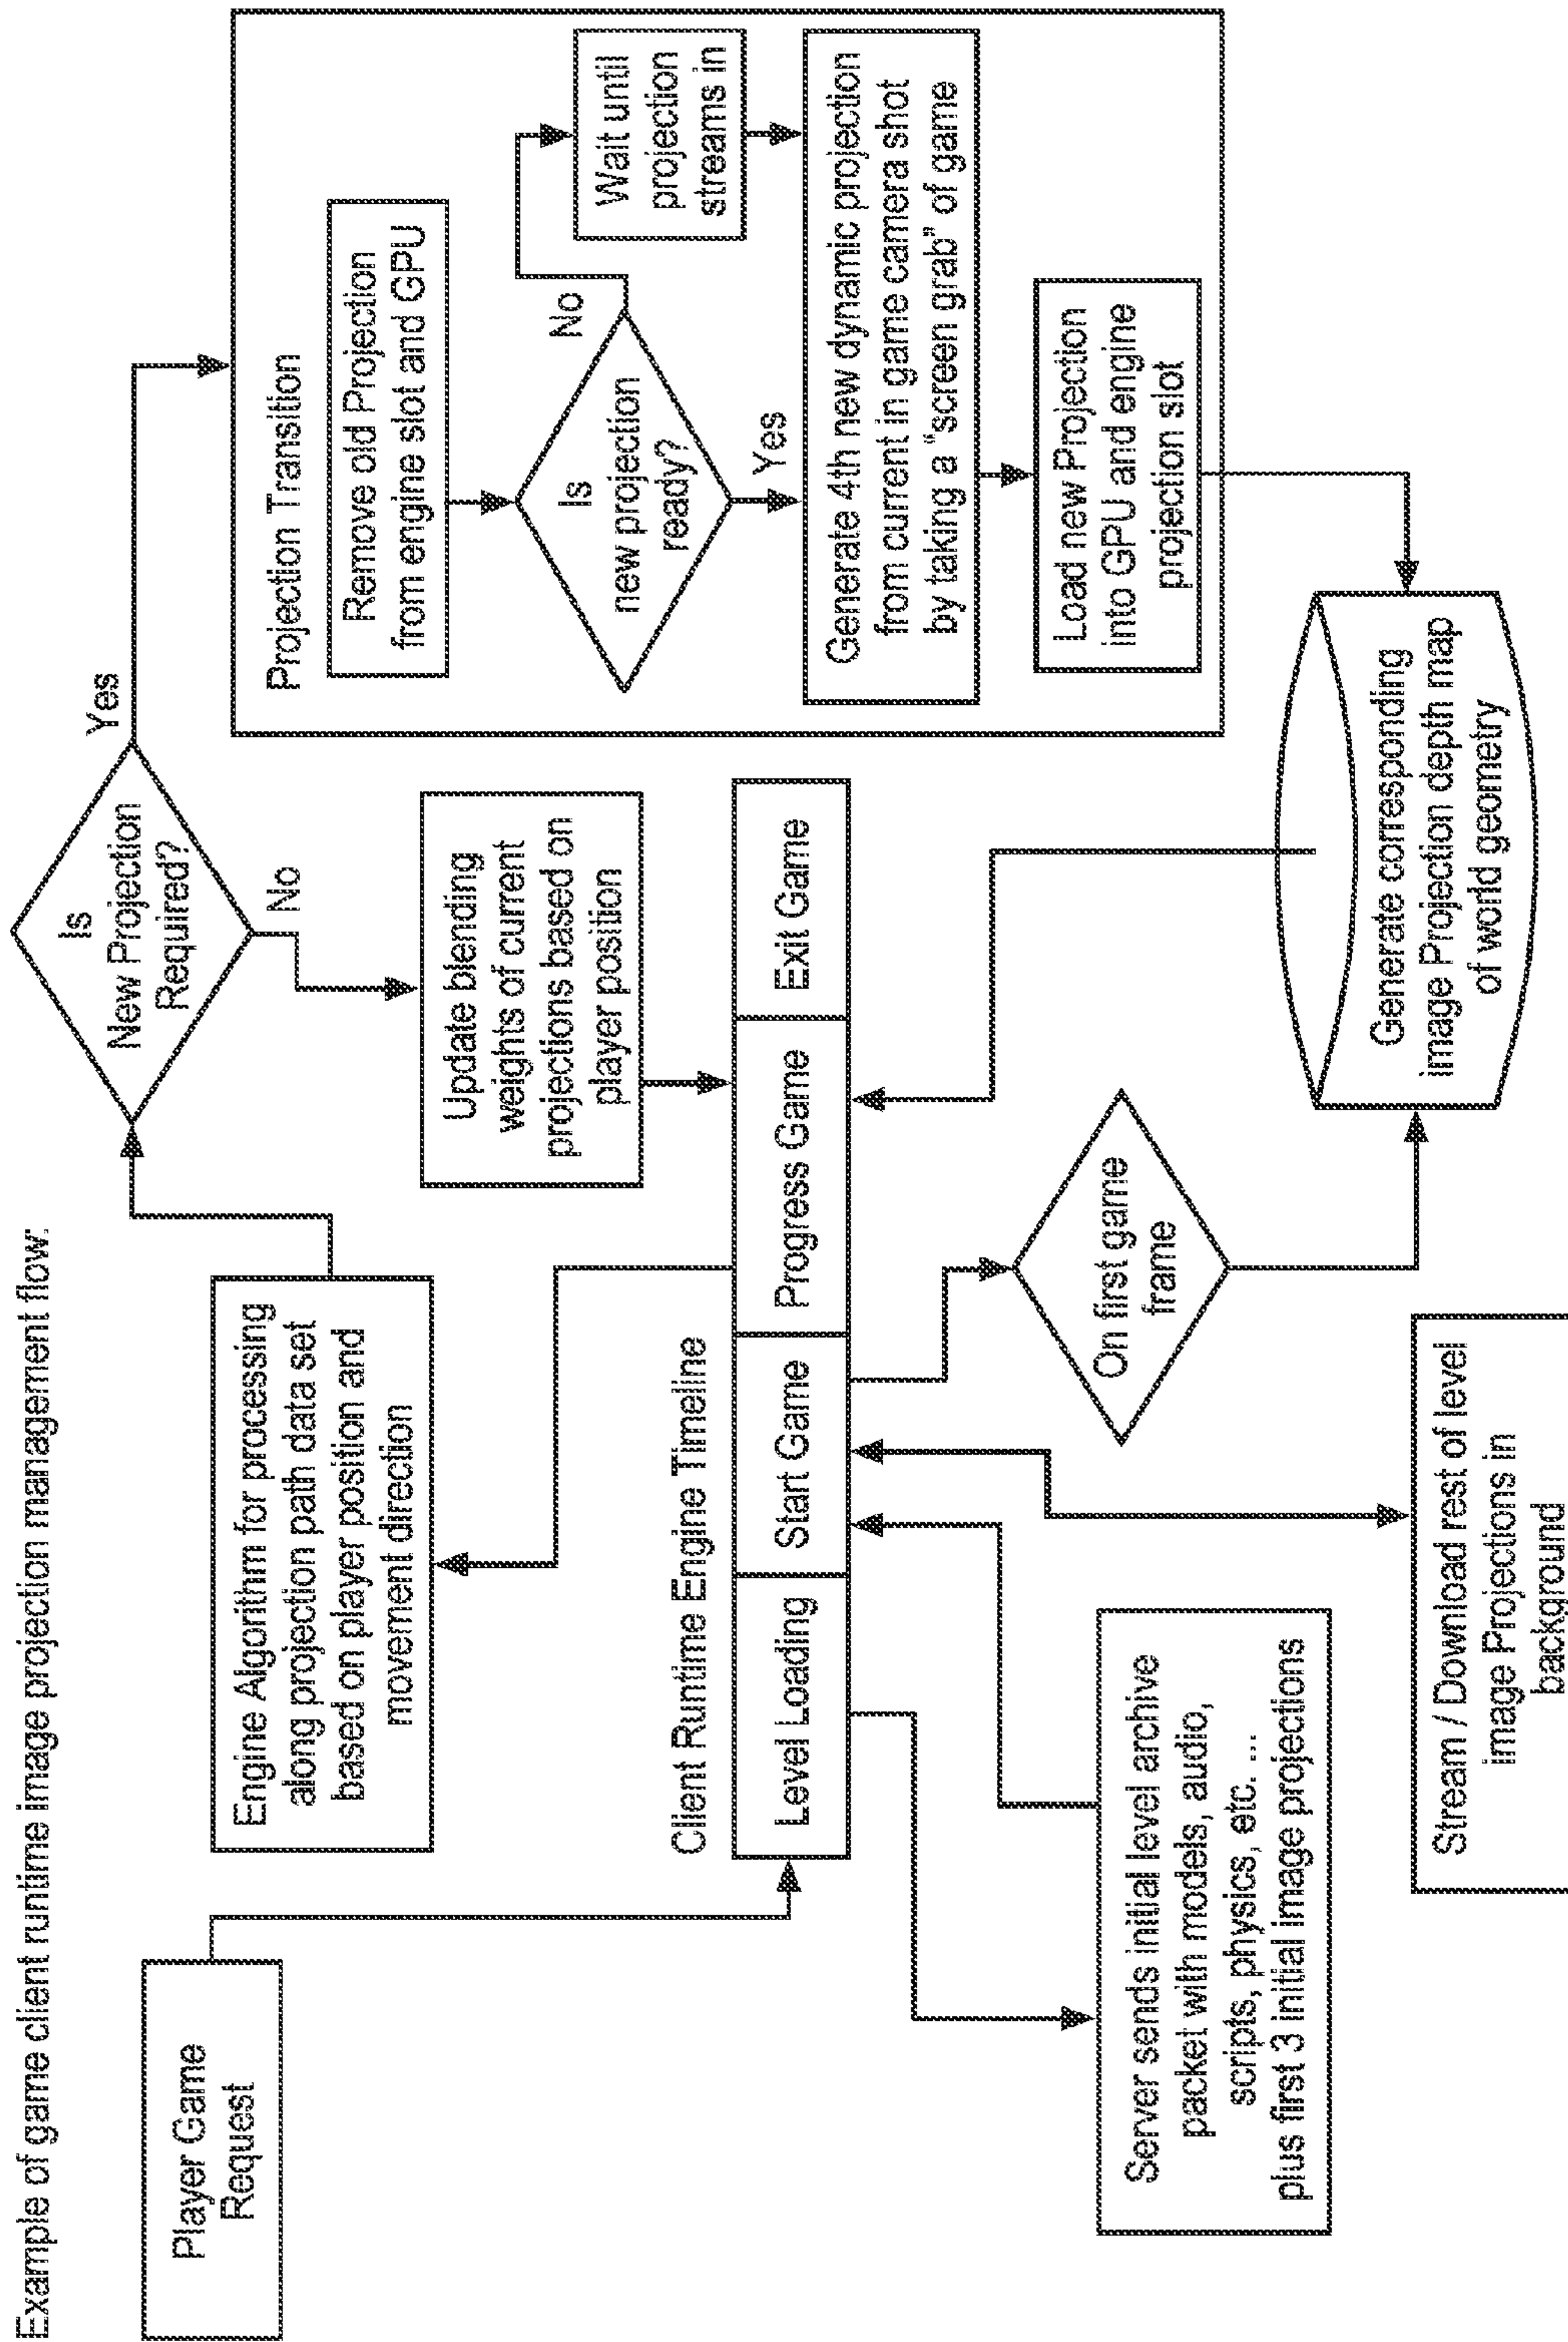 Example of game client runtime image projection management flow:
Player Game
Request
Engine Algorithm for processing
along projection path data set
based on player position and
movement direction
Is
New Projection
Required?
Yes
No
Update blending
weights of current
projections based on
player position
Projection Transition
Remove old Projection
from engine slot and GPU
Is
new projection
ready?
No
Yes
Wait until
projection
streams in
Generate 4th new dynamic projection
from current in game camera shot
by taking a "screen grab" of game
Load new Projection
into GPU and engine
projection slot
Client Runtime Engine Timeline
Level Loading
Start Game
Progress Game
Exit Game
Server sends initial level archive
packet with models, audio,
scripts, physics, etc. ...
plus first 3 initial image projections
On first game
frame
Generate corresponding
image Projection depth map
of world geometry
Stream / Download rest of level
image Projections in
background